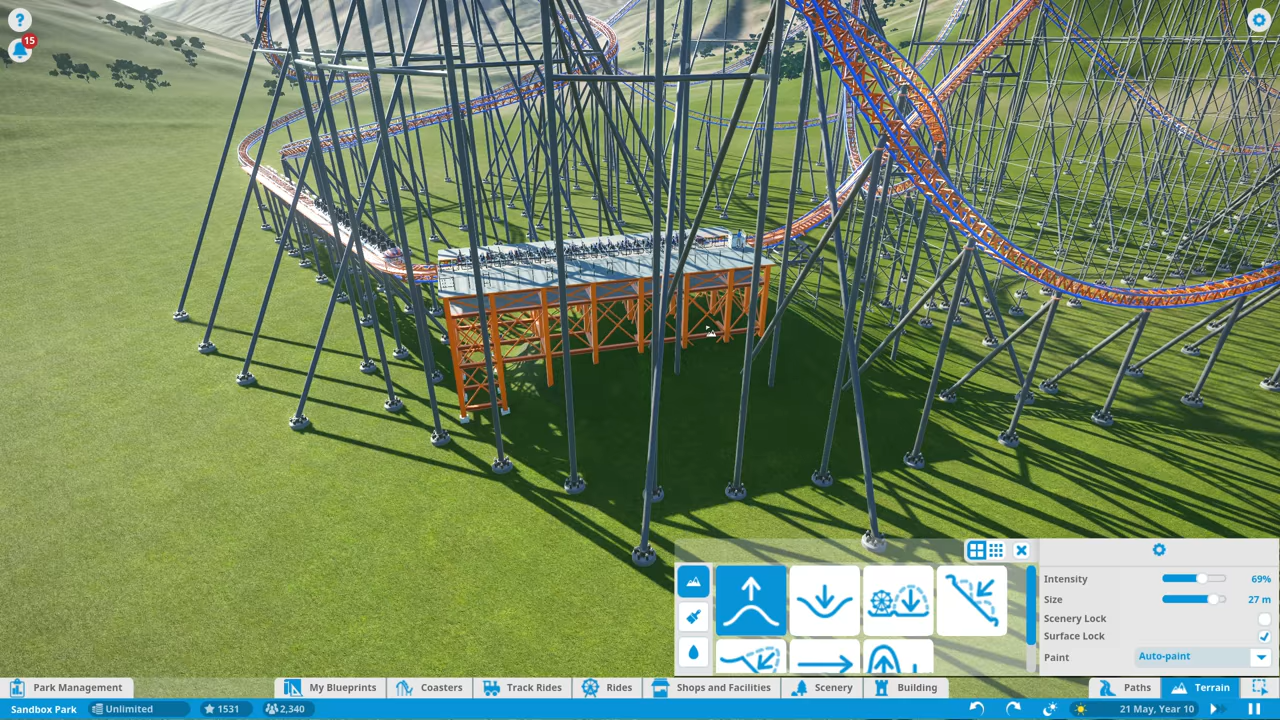 ?
15
Intensity 69%
Size 27 m
Scenery Lock
Surface Lock
Paint Auto-paint
Park Management My Blueprints Coasters Track Rides Rides Shops and Facilities Scenery Building Paths Terrain
Sandbox Park Unlimited 1531 2,340 21 May, Year 10